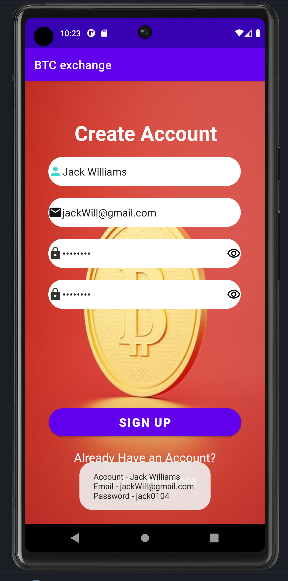 10:23
BTC exchange
Create Account
Jack Williams
jackWill@gmail.com
••••••••
••••••••
SIGN UP
Already Have an Account?
Account - Jack Williams
Email - jackWill@gmail.com
Password - jack0104